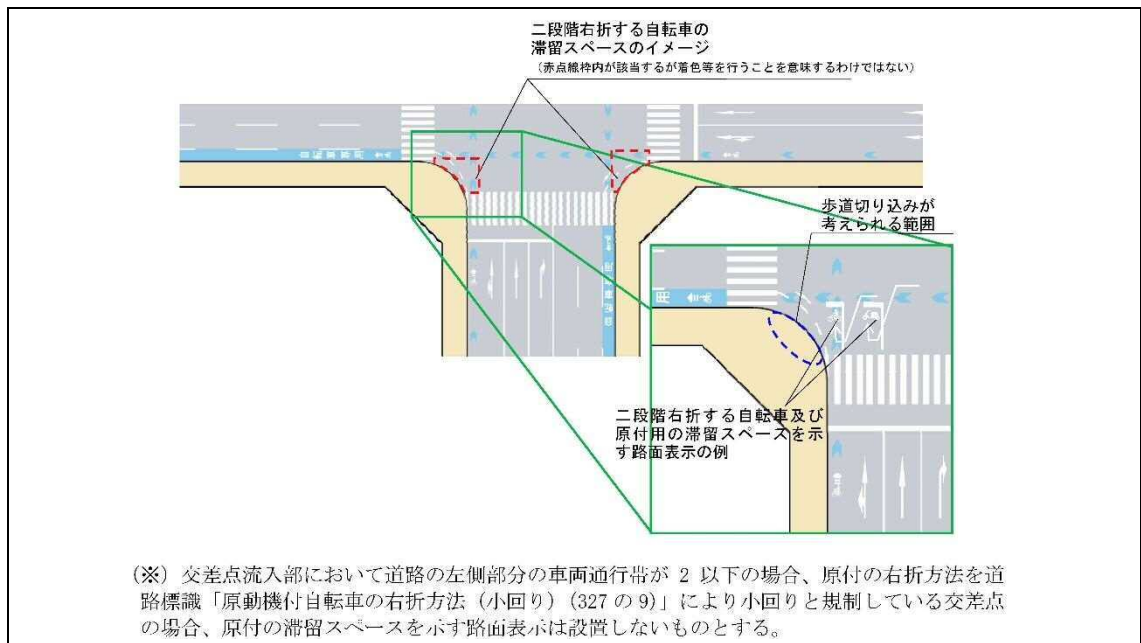 二段階右折する自転車の
滞留スペースのイメージ
（赤点線枠内が該当するが着色等を行うことを意味するわけではない）
自転車専用
歩道切り込みが
考えられる範囲
用
二段階右折する自転車及び
原付用の滞留スペースを示
す路面表示の例
（※）交差点流入部において道路の左側部分の車両通行帯が 2 以下の場合、原付の右折方法を道
路標識「原動機付自転車の右折方法（小回り）(327 の 9)」により小回りと規制している交差点
の場合、原付の滞留スペースを示す路面表示は設置しないものとする。